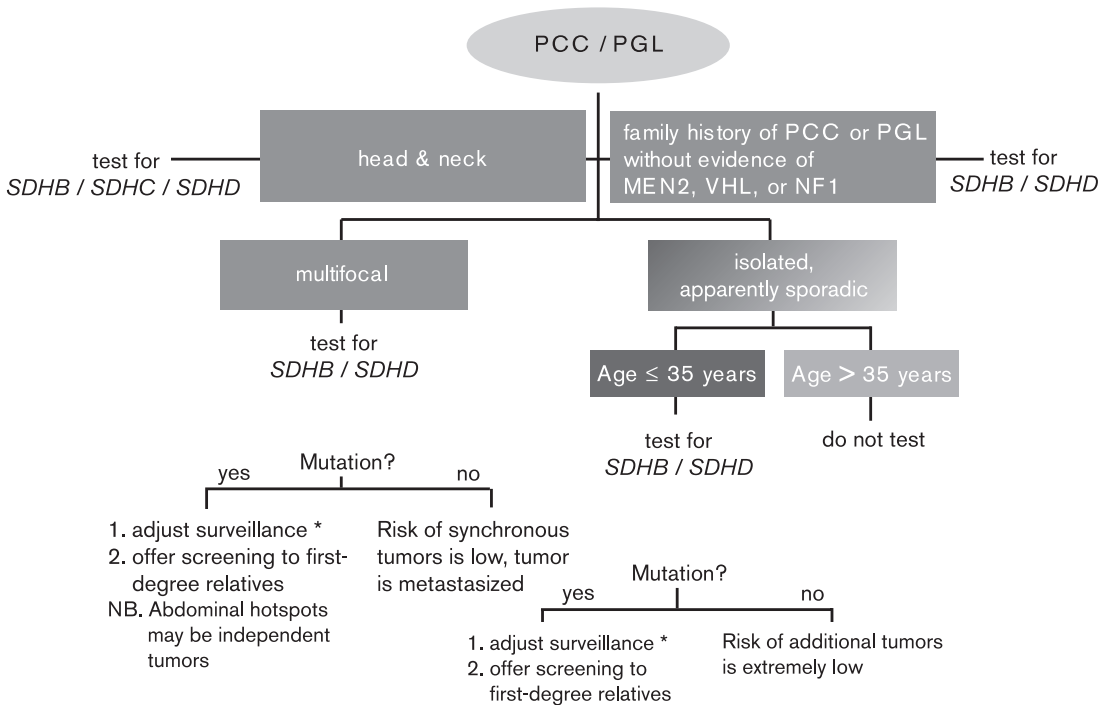 PCC / PGL
test for
SDHB / SDHC / SDHD
head & neck
family history of PCC or PGL
without evidence of
MEN2, VHL, or NF1
test for
SDHB / SDHD
multifocal
test for
SDHB / SDHD
isolated,
apparently sporadic
Age ≤ 35 years
Age > 35 years
test for
SDHB / SDHD
do not test
Mutation?
yes
no
1. adjust surveillance *
2. offer screening to first-
degree relatives
NB. Abdominal hotspots
may be independent
tumors
Risk of synchronous
tumors is low, tumor
is metastasized
Mutation?
yes
no
1. adjust surveillance *
2. offer screening to
first-degree relatives
Risk of additional tumors
is extremely low